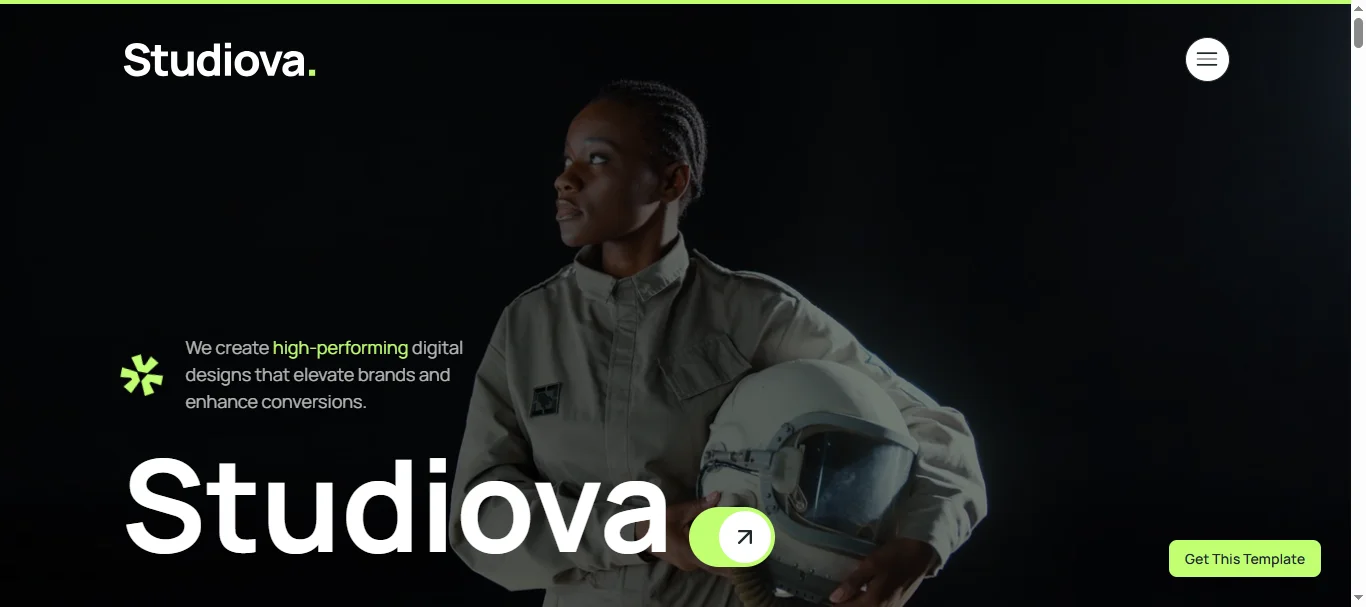 Studiova.
We create high-performing digital
designs that elevate brands and
enhance conversions.
Studiova
Get This Template